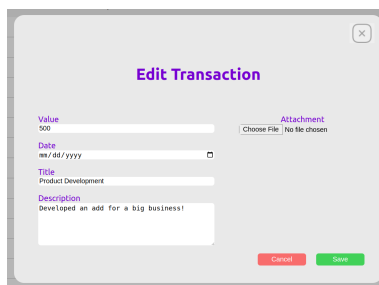 Edit Transaction
Value
500
Date
mm/dd/yyyy
Title
Product Development
Description
Developed an add for a big business!
Attachment
Choose File No file chosen
Cancel Save